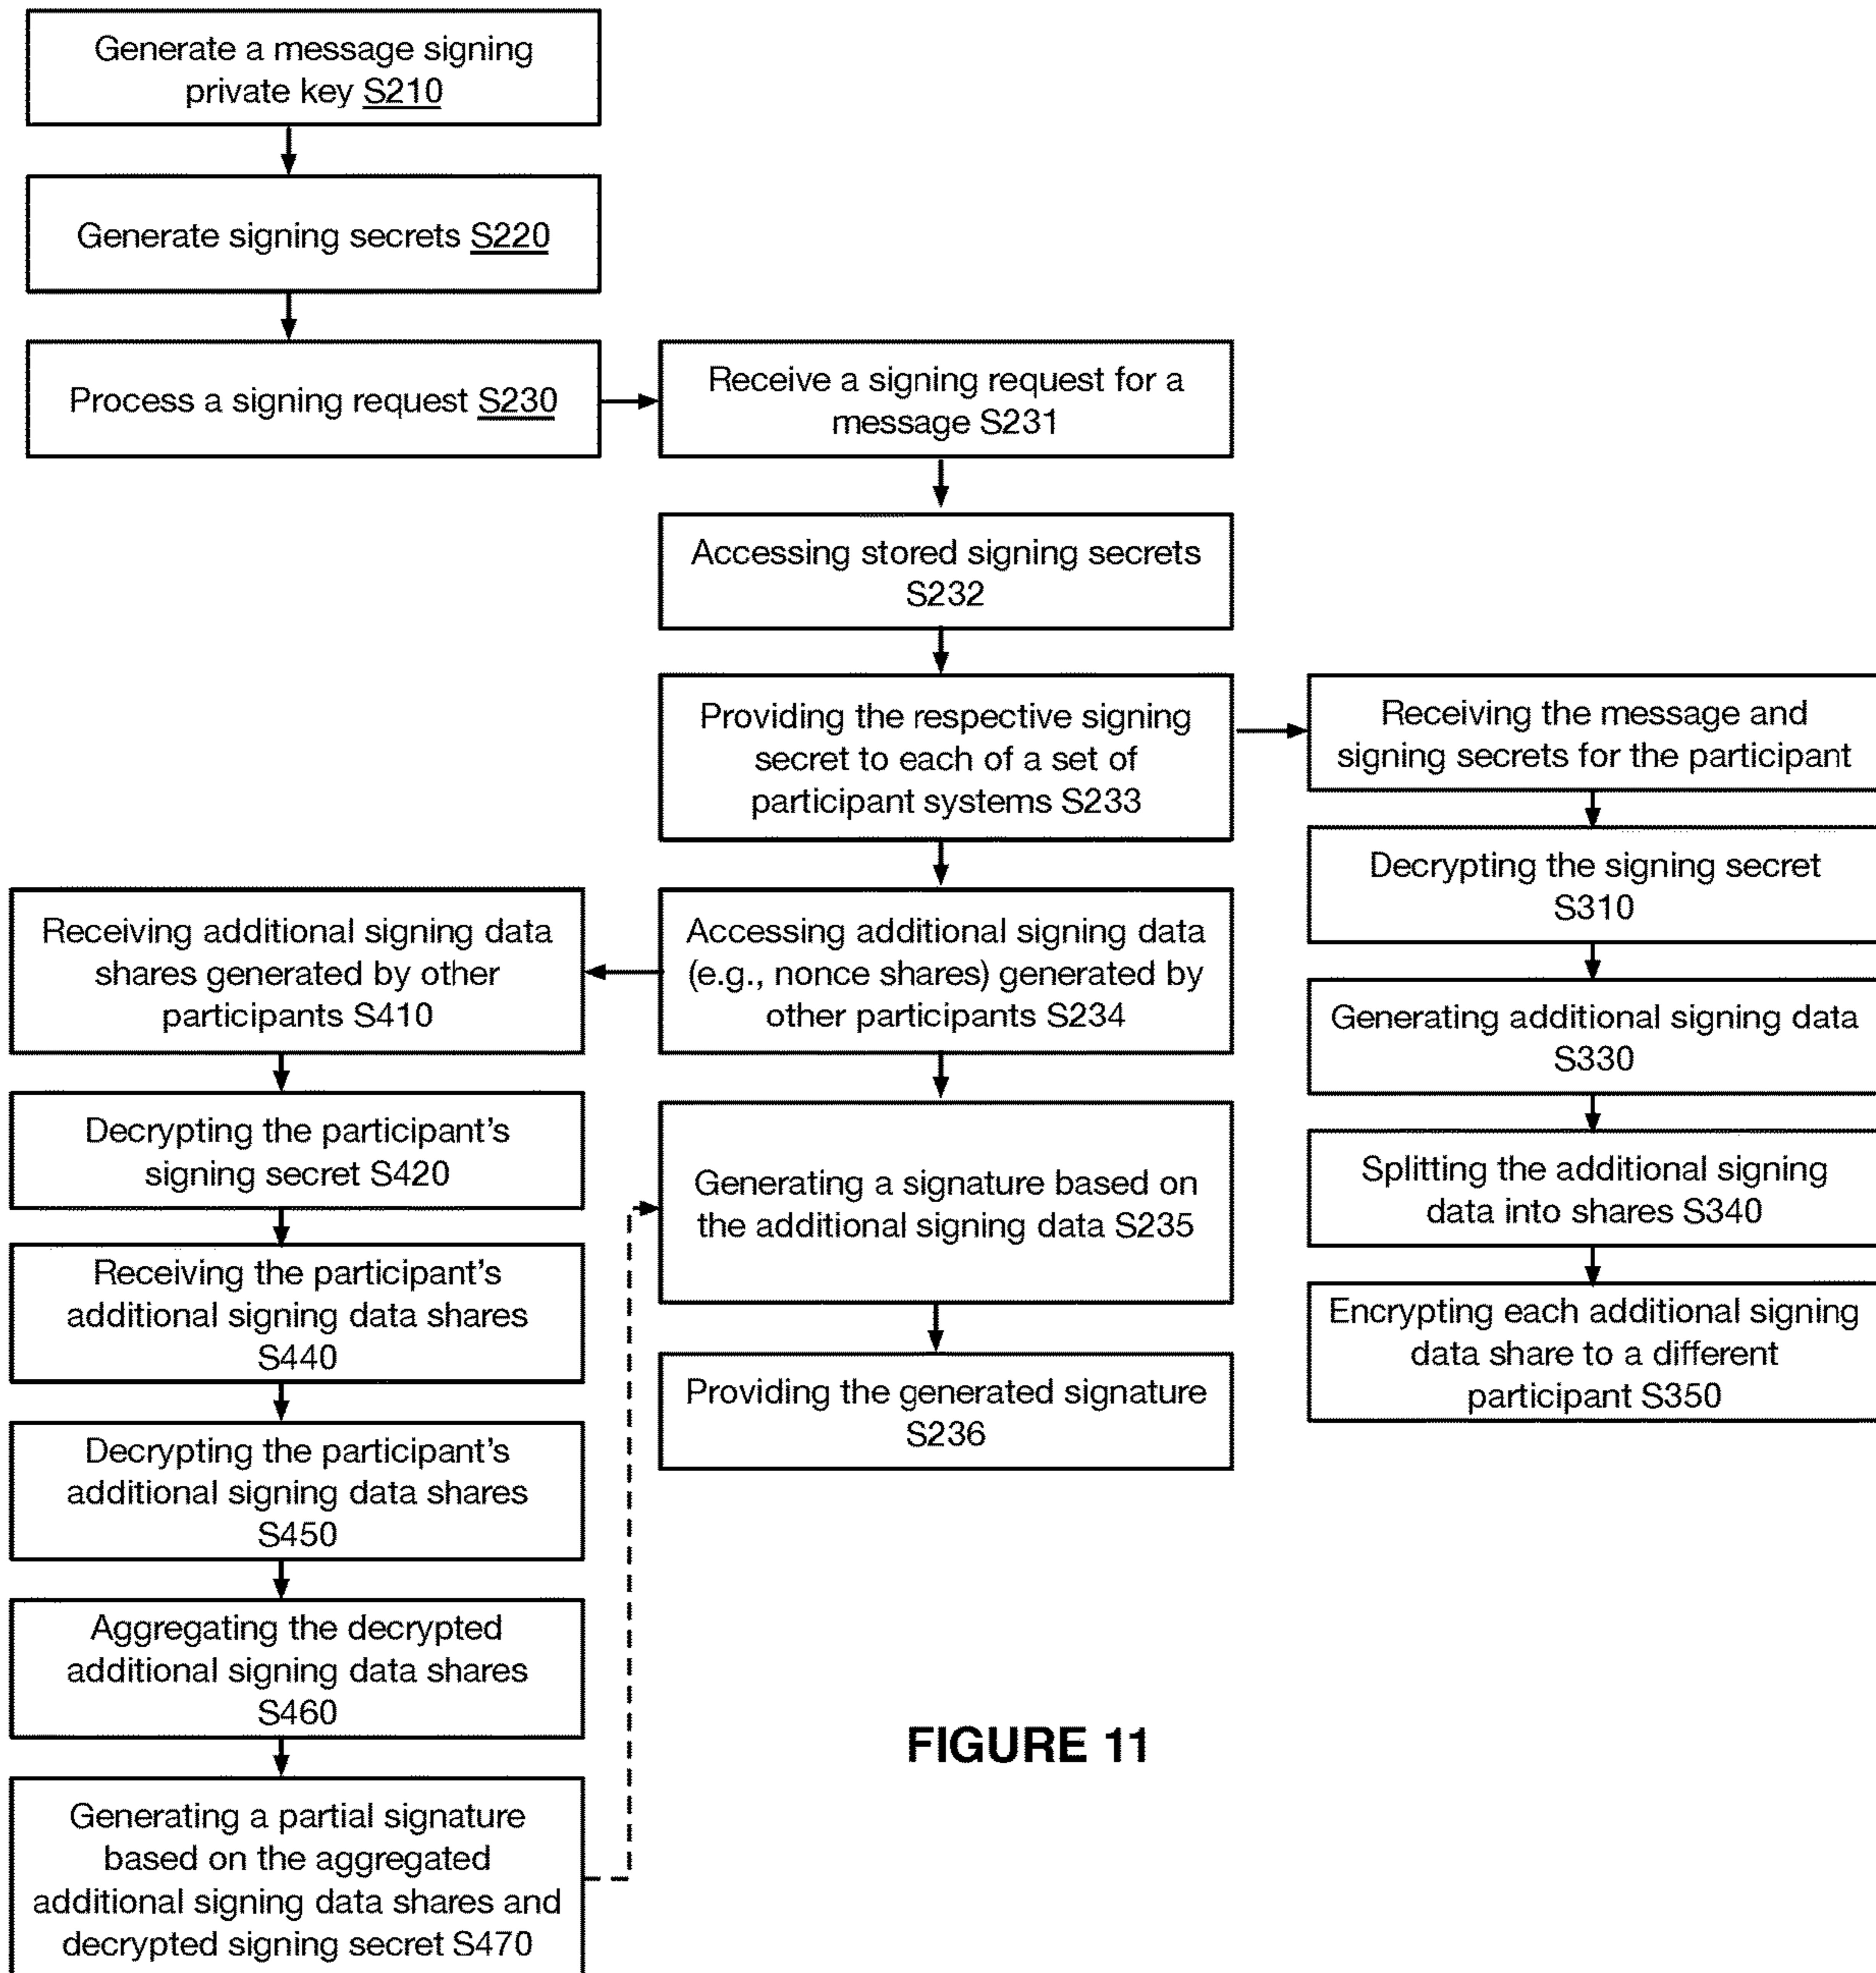 Generate a message signing
private key S210
Generate signing secrets S220
Process a signing request S230
Receive a signing request for a
message S231
Accessing stored signing secrets
S232
Providing the respective signing
secret to each of a set of
participant systems S233
Receiving the message and
signing secrets for the participant
Decrypting the signing secret
S310
Generating additional signing data
S330
Splitting the additional signing
data into shares S340
Encrypting each additional signing
data share to a different
participant S350
Accessing additional signing data
(e.g., nonce shares) generated by
other participants S234
Receiving additional signing data
shares generated by other
participants S410
Decrypting the participant's
signing secret S420
Receiving the participant's
additional signing data shares
S440
Decrypting the participant's
additional signing data shares
S450
Aggregating the decrypted
additional signing data shares
S460
Generating a partial signature
based on the aggregated
additional signing data shares and
decrypted signing secret S470
Generating a signature based on
the additional signing data S235
Providing the generated signature
S236
FIGURE 11